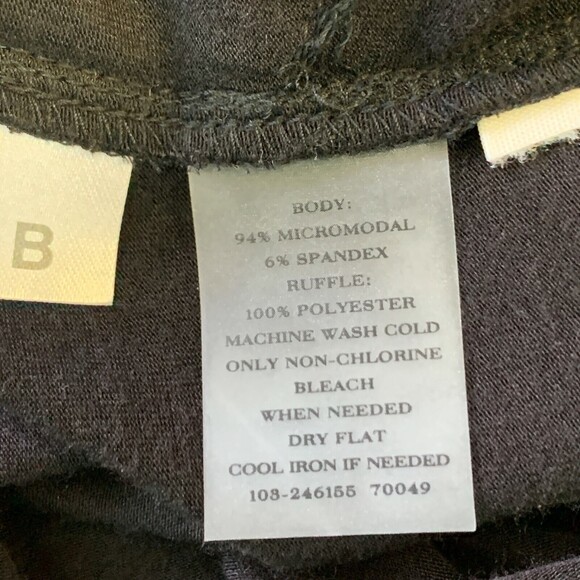 B
BODY:
94% MICROMODAL
6% SPANDEX
RUFFLE:
100% POLYESTER
MACHINE WASH COLD
ONLY NON-CHLORINE
BLEACH
WHEN NEEDED
DRY FLAT
COOL IRON IF NEEDED
103-246155 70049